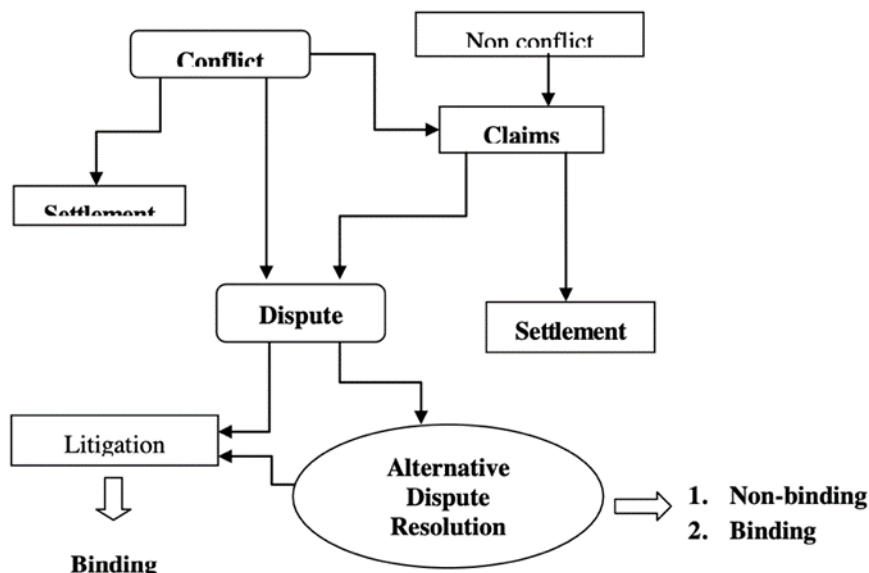 Conflict
Non conflict
Claims
Settlement
Dispute
Settlement
Litigation
Alternative
Dispute
Resolution
1. Non-binding
2. Binding
Binding